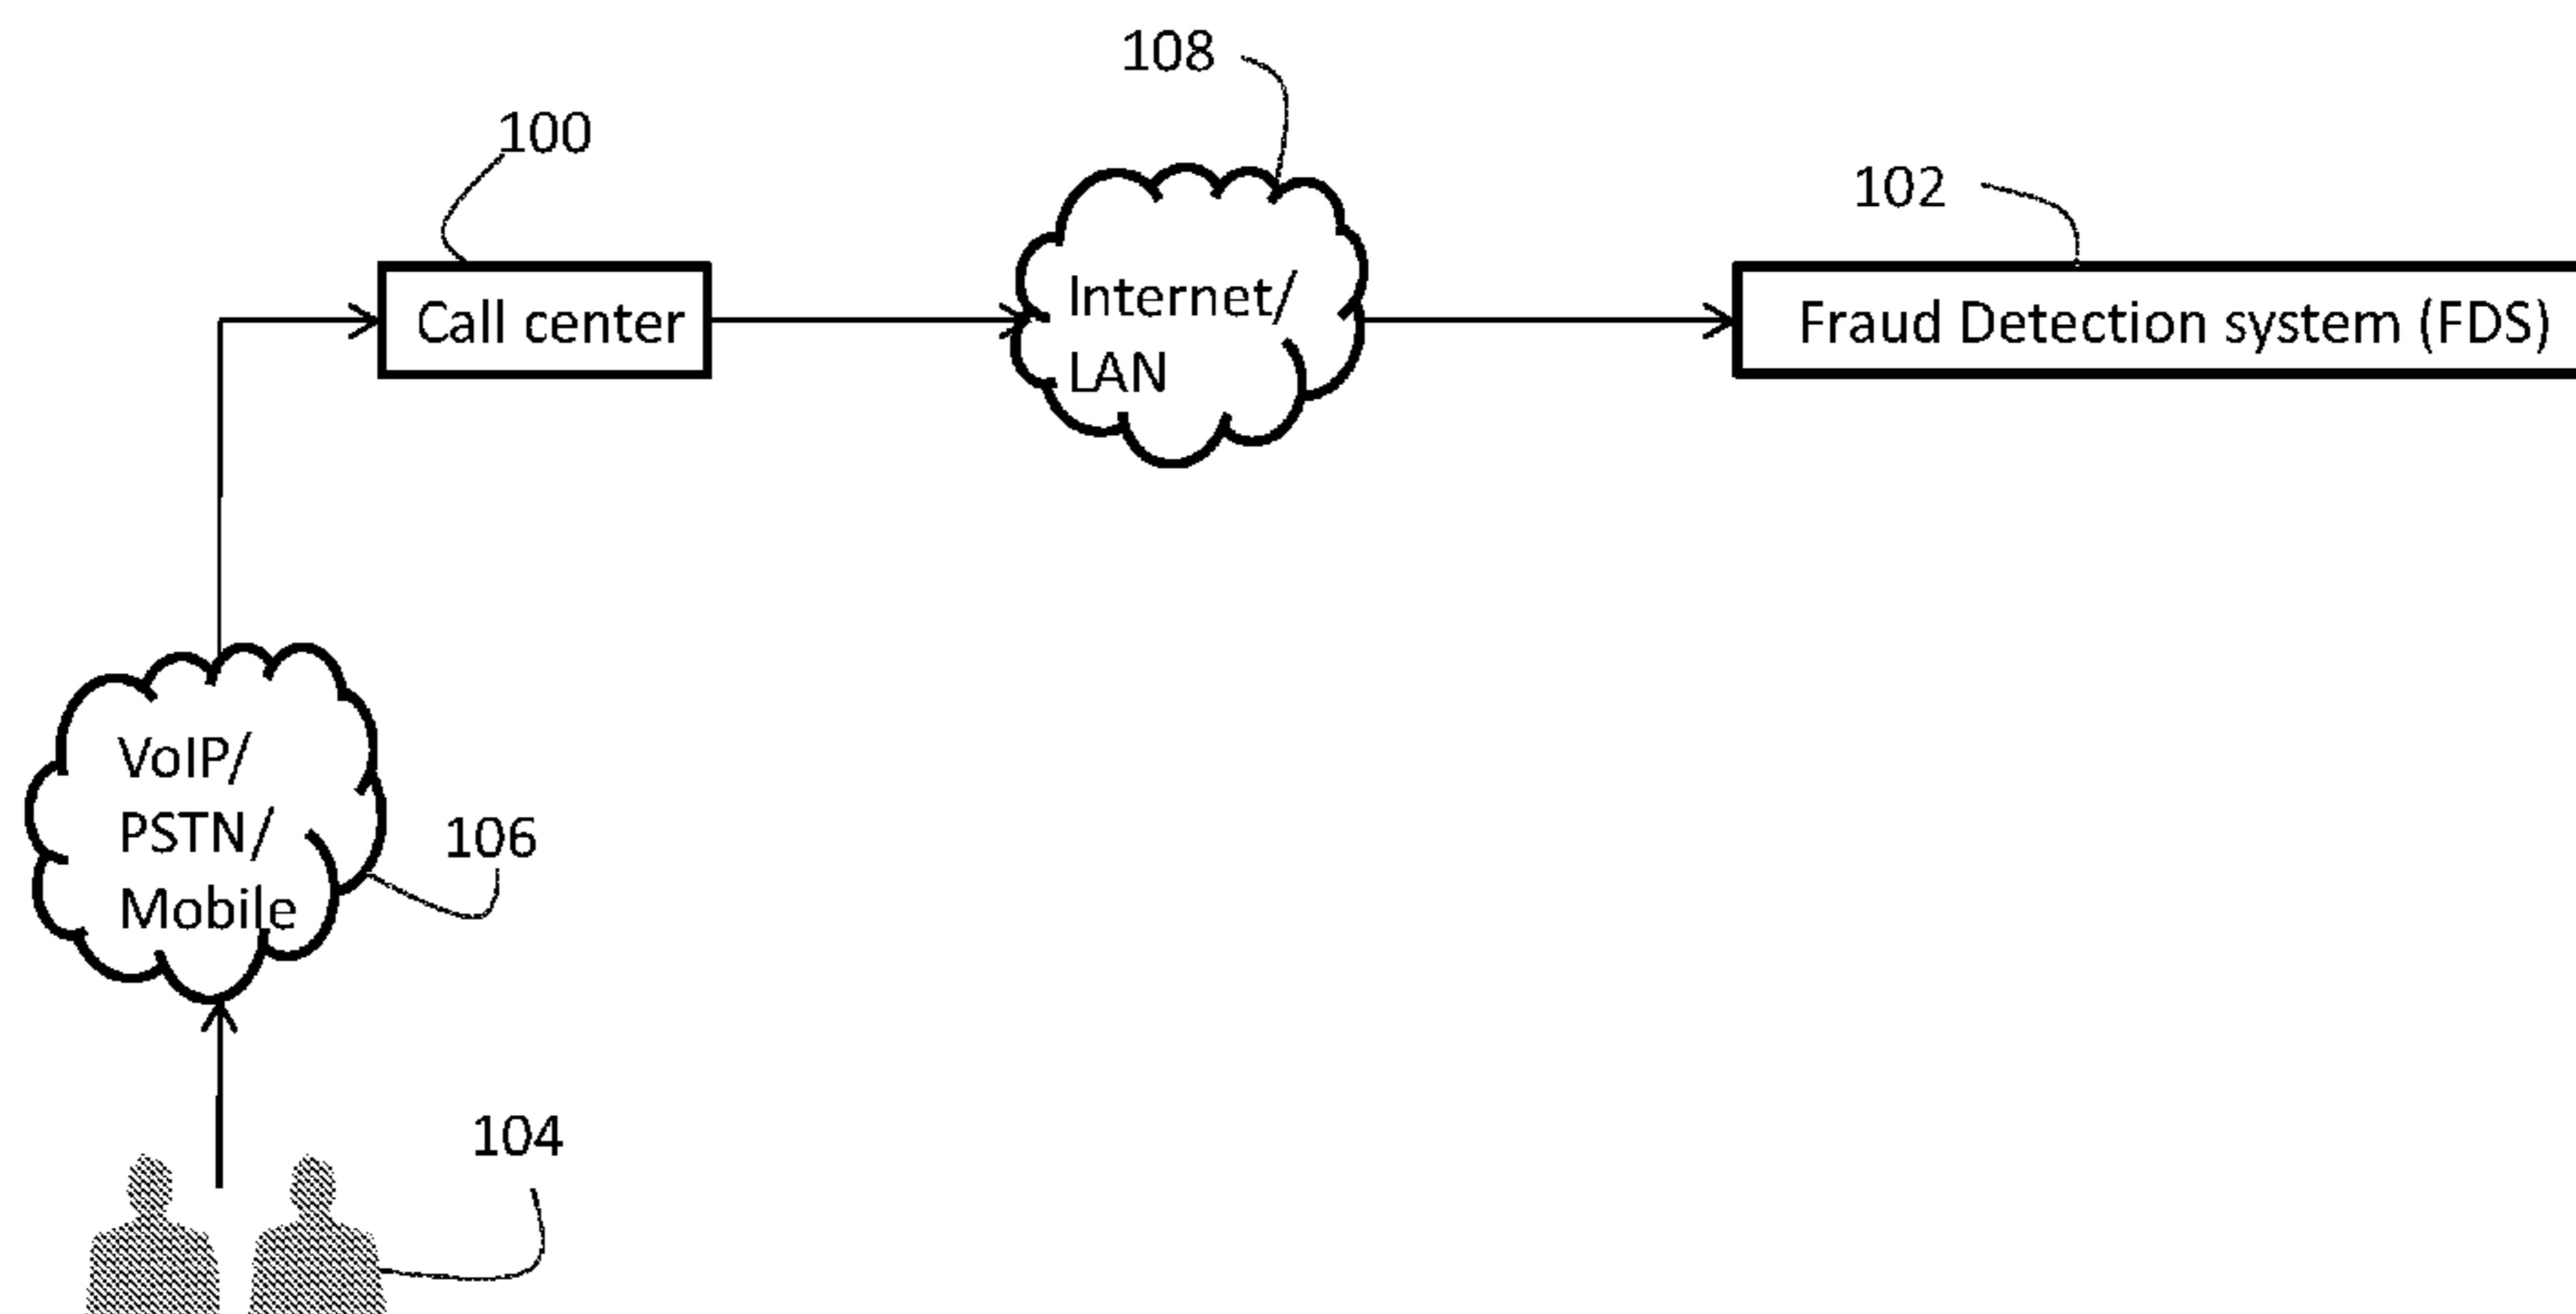 108
100
102
Call center
Internet/
LAN
Fraud Detection system (FDS)
VoIP/
PSTN/
Mobile
106
104